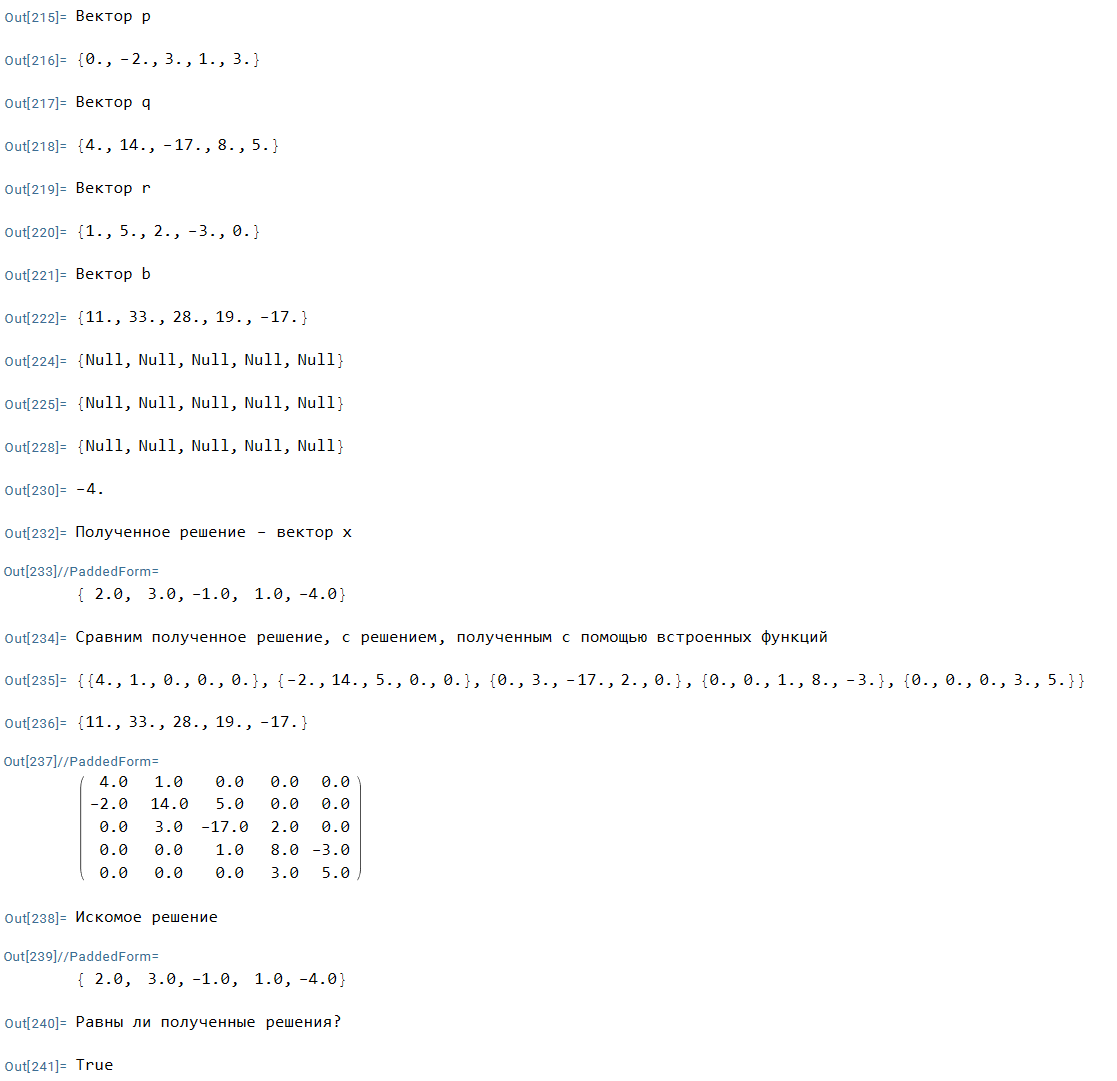 Out[215]= Вектор p
Out[216]= {0., -2., 3., 1., 3.}
Out[217]= Вектор q
Out[218]= {4., 14., -17., 8., 5.}
Out[219]= Вектор r
Out[220]= {1., 5., 2., -3., 0.}
Out[221]= Вектор b
Out[222]= {11., 33., 28., 19., -17.}
Out[224]= {Null, Null, Null, Null, Null}
Out[225]= {Null, Null, Null, Null, Null}
Out[228]= {Null, Null, Null, Null, Null}
Out[230]= -4.
Out[232]= Полученное решение - вектор x
Out[233]//PaddedForm=
{ 2.0, 3.0, -1.0, 1.0, -4.0}
Out[234]= Сравним полученное решение, с решением, полученным с помощью встроенных функций
Out[235]= {{4., 1., 0., 0., 0.}, {-2., 14., 5., 0., 0.}, {0., 3., -17., 2., 0.}, {0., 0., 1., 8., -3.}, {0., 0., 0., 3., 5.}}
Out[236]= {11., 33., 28., 19., -17.}
Out[237]//PaddedForm=
4.0 1.0 0.0 0.0 0.0
-2.0 14.0 5.0 0.0 0.0
0.0 3.0 -17.0 2.0 0.0
0.0 0.0 1.0 8.0 -3.0
0.0 0.0 0.0 3.0 5.0
Out[238]= Искомое решение
Out[239]//PaddedForm=
{ 2.0, 3.0, -1.0, 1.0, -4.0}
Out[240]= Равны ли полученные решения?
Out[241]= True